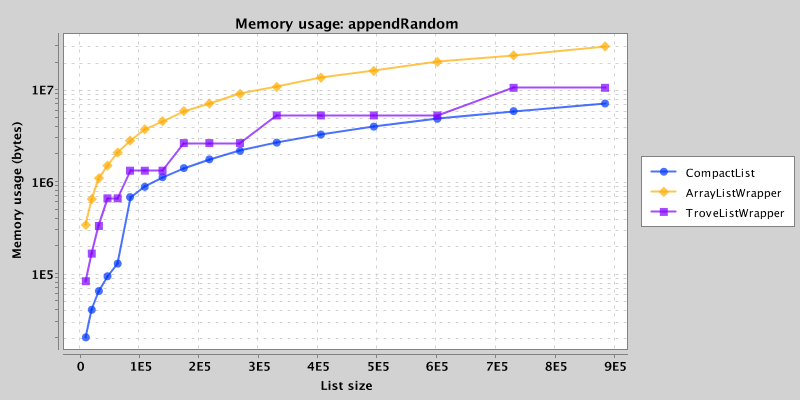 Memory usage: appendRandom
Memory usage (bytes)
1E7
1E6
1E5
0 1E5 2E5 3E5 4E5 5E5 6E5 7E5 8E5 9E5
List size
CompactList
ArrayListWrapper
TroveListWrapper